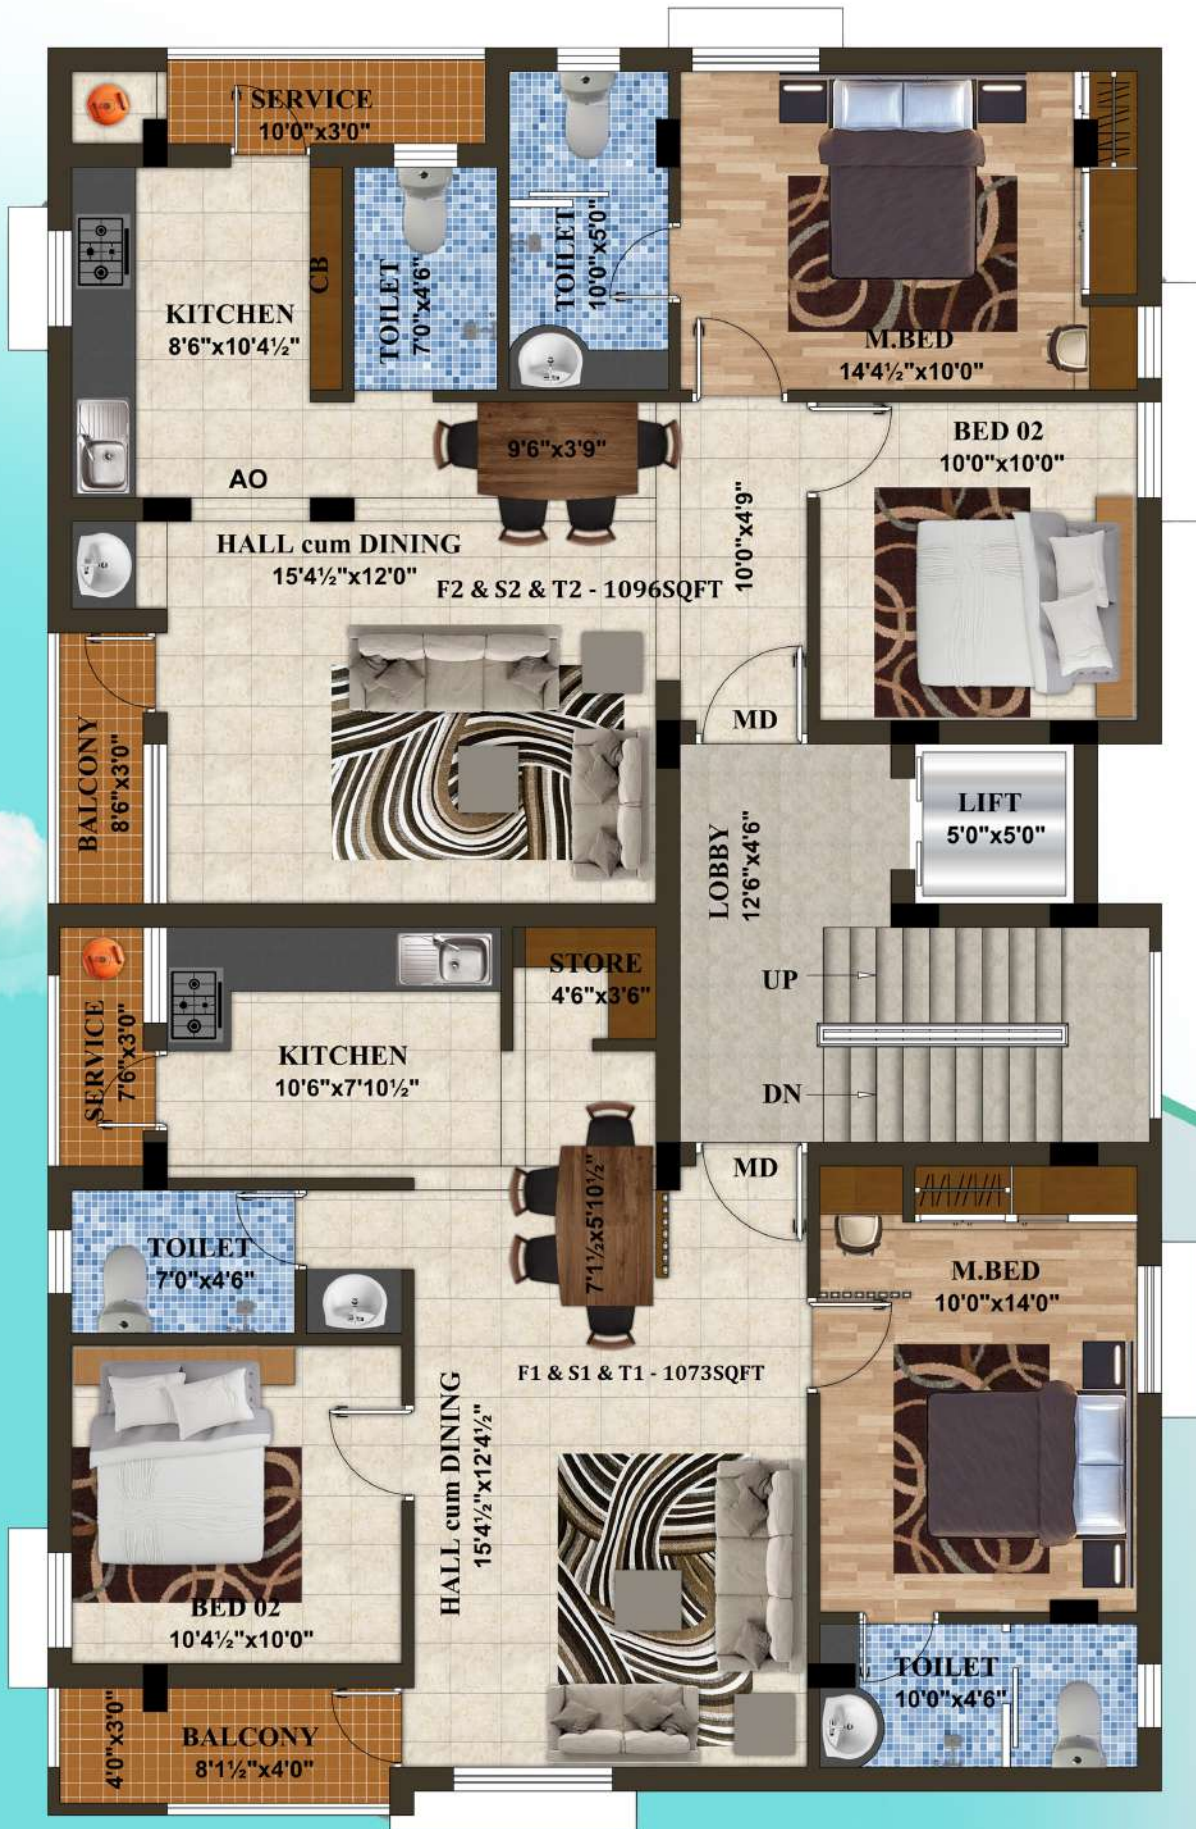 SERVICE
10'0"x3'0"
TOILET
10'0"x5'0"
TOILET
7'0"x4'6"
CB
KITCHEN
8'6"x10'4½"
M.BED
14'4½"x10'0"
BED 02
10'0"x10'0"
9'6"x3'9"
AO
HALL cum DINING
15'4½"x12'0"
10'0"x4'9"
F2 & S2 & T2 - 1096SQFT
MD
BALCONY
8'6"x3'0"
LIFT
5'0"x5'0"
LOBBY
12'6"x4'6"
UP
DN
STORE
4'6"x3'6"
SERVICE
7'6"x3'0"
KITCHEN
10'6"x7'10½"
MD
7'1½"x5'10½"
TOILET
7'0"x4'6"
M.BED
10'0"x14'0"
F1 & S1 & T1 - 1073SQFT
HALL cum DINING
15'4½"x12'4½"
BED 02
10'4½"x10'0"
TOILET
10'0"x4'6"
4'0"x3'0"
BALCONY
8'1½"x4'0"